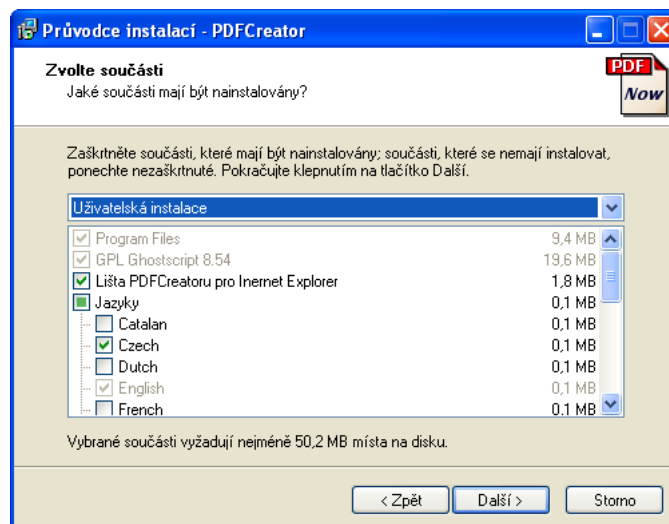 Průvodce instalací - PDFCreator
Zvolte součásti
Jaké součásti mají být nainstalovány?
PDF
Now
Zaškrtněte součásti, které mají být nainstalovány; součásti, které se nemají instalovat,
ponechte nezaškrtnuté. Pokračujte klepnutím na tlačítko Další.
Uživatelská instalace
Program Files 9,4 MB
GPL Ghostscript 8.54 19,6 MB
Lišta PDFCreatoru pro Inernet Explorer 1,8 MB
Jazyky 0,1 MB
Catalan 0,1 MB
Czech 0,1 MB
Dutch 0,1 MB
English 0,1 MB
French 0,1 MB
Vybrané součásti vyžadují nejméně 50,2 MB místa na disku.
< Zpět Další > Storno